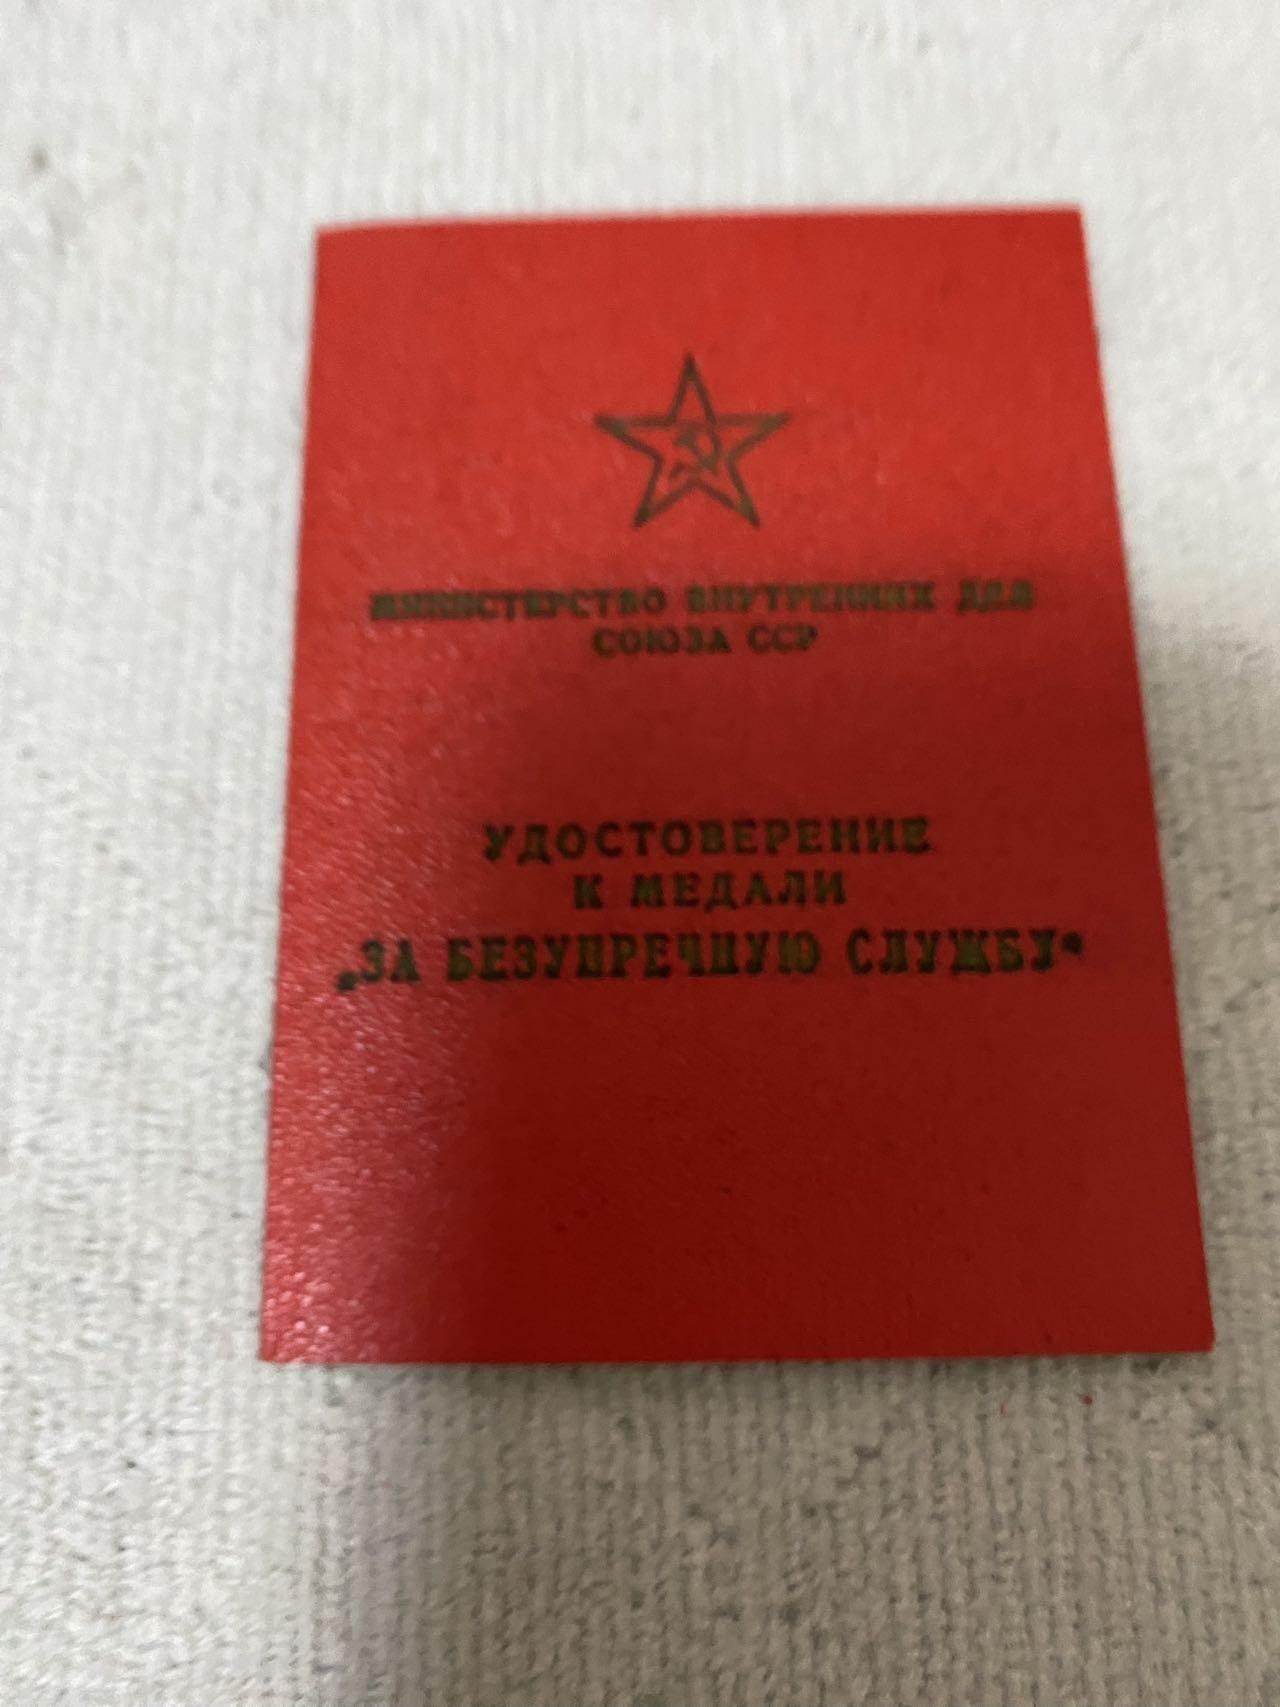 МИНИСТЕРСТВО ВНУТРЕННИХ ДЕЛ
СОЮЗА ССР
УДОСТОВЕРЕНИЕ
К МЕДАЛИ
„ЗА БЕЗУПРЕЧНУЮ СЛУЖБУ“